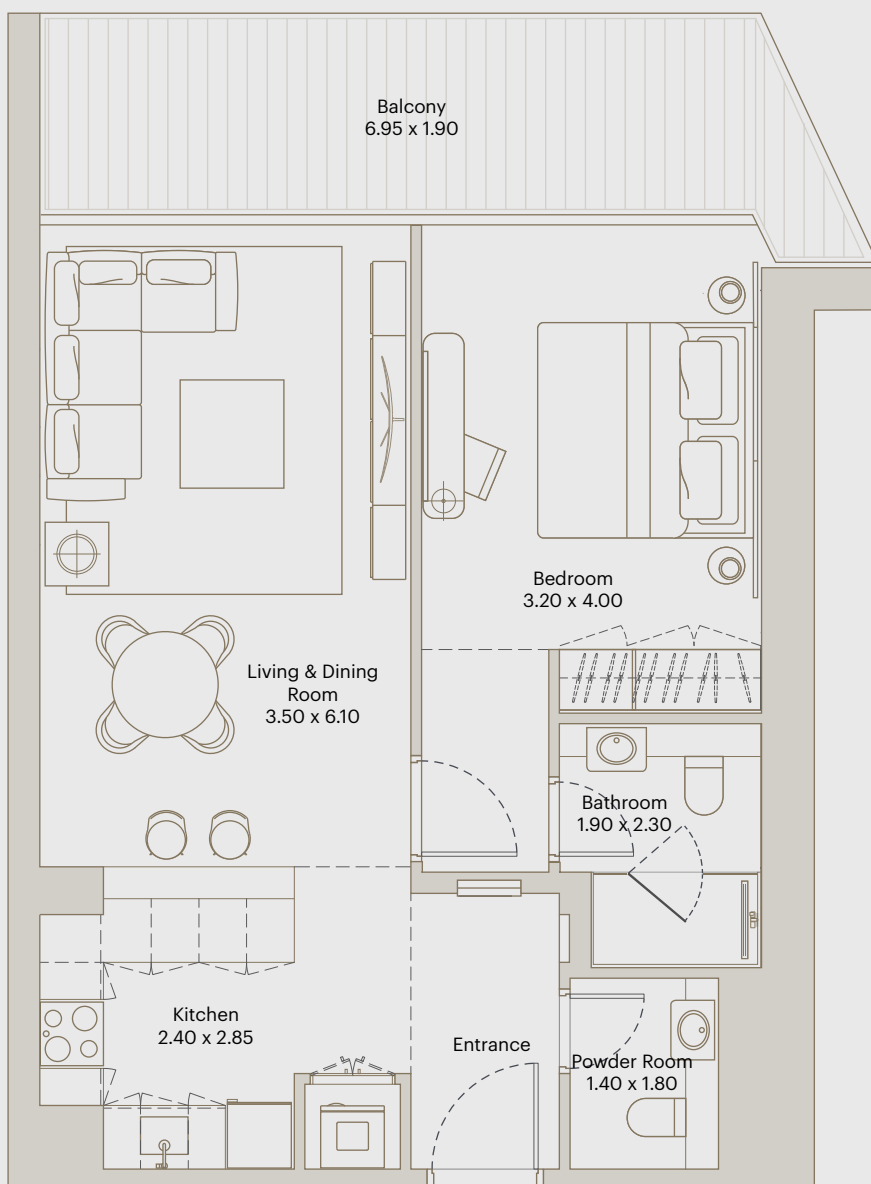 Balcony
6.95 x 1.90
Bedroom
3.20 x 4.00
Living & Dining
Room
3.50 x 6.10
Bathroom
1.90 x 2.30
Kitchen
2.40 x 2.85
Entrance
Powder Room
1.40 x 1.80